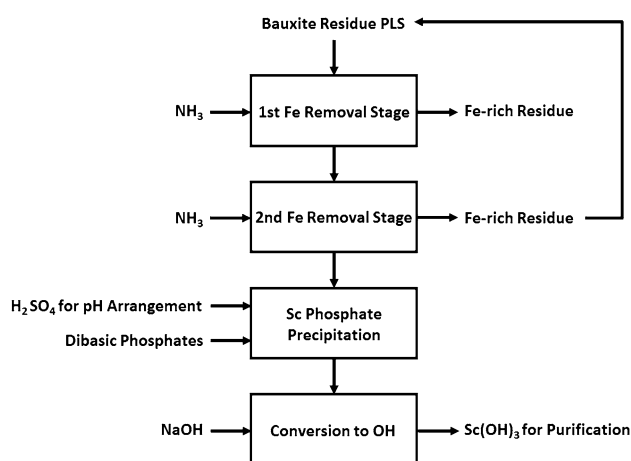 Bauxite Residue PLS
NH₃
1st Fe Removal Stage
Fe-rich Residue
NH₃
2nd Fe Removal Stage
Fe-rich Residue
H₂SO₄ for pH Arrangement
Dibasic Phosphates
Sc Phosphate
Precipitation
NaOH
Conversion to OH
Sc(OH)₃ for Purification